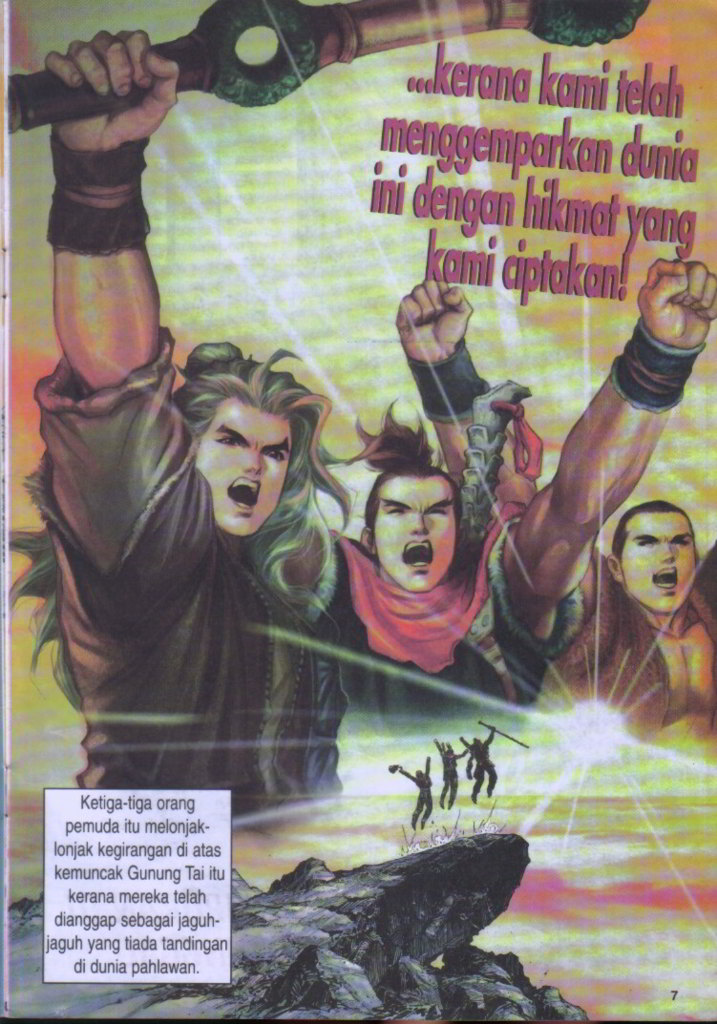 ...kerana kami telah
menggemparkan dunia
ini dengan hikmat yang
kami ciptakan!
Ketiga-tiga orang
pemuda itu melonjak-
lonjak kegirangan di atas
kemuncak Gunung Tai itu
kerana mereka telah
dianggap sebagai jaguh-
jaguh yang tiada tandingan
di dunia pahlawan.
7